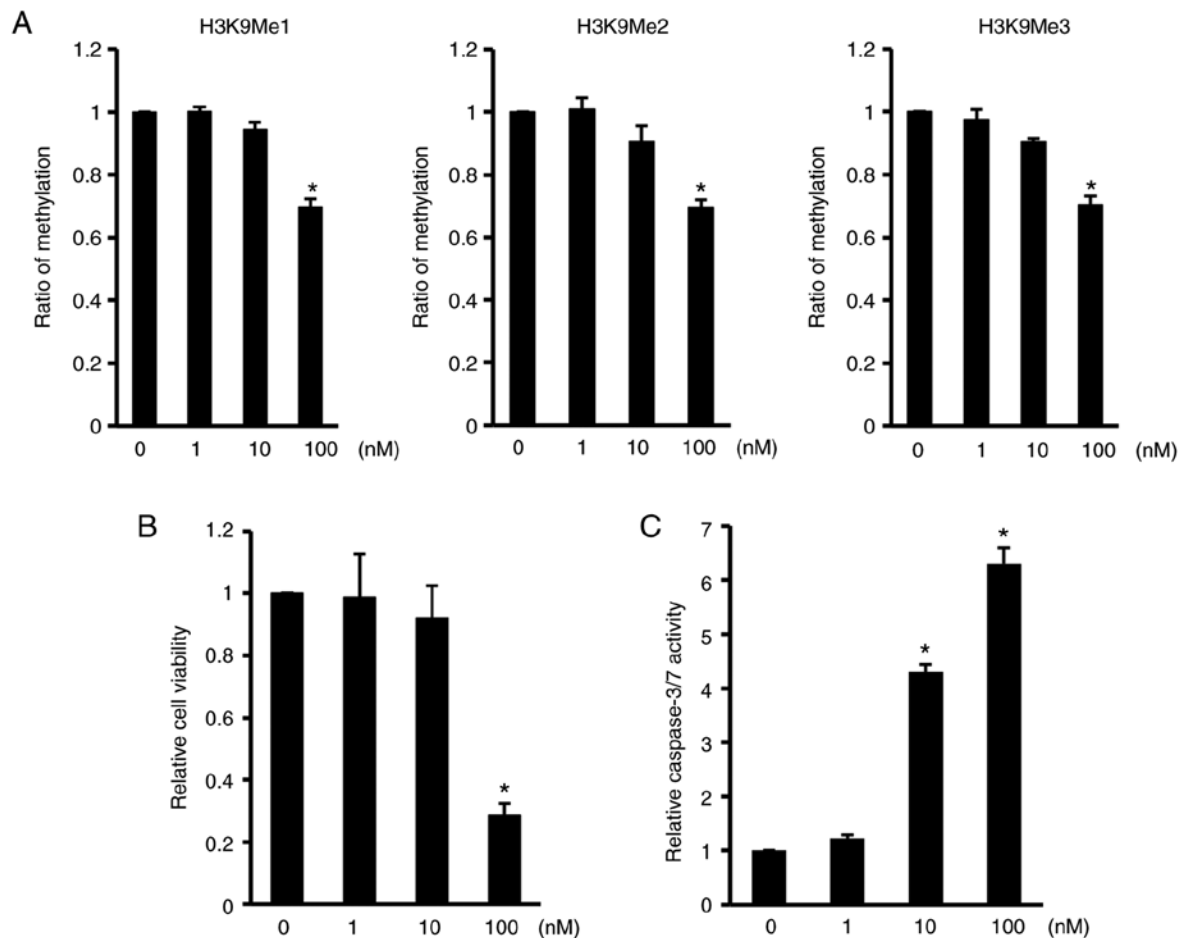 A
H3K9Me1
Ratio of methylation
1.2
1
0.8
0.6
0.4
0.2
0
*
0 1 10 100 (nM)
H3K9Me2
Ratio of methylation
1.2
1
0.8
0.6
0.4
0.2
0
*
0 1 10 100 (nM)
H3K9Me3
Ratio of methylation
1.2
1
0.8
0.6
0.4
0.2
0
*
0 1 10 100 (nM)
B
Relative cell viability
1.2
1
0.8
0.6
0.4
0.2
0
*
0 1 10 100 (nM)
C
Relative caspase-3/7 activity
7
6
5
4
3
2
1
0
*
*
0 1 10 100 (nM)